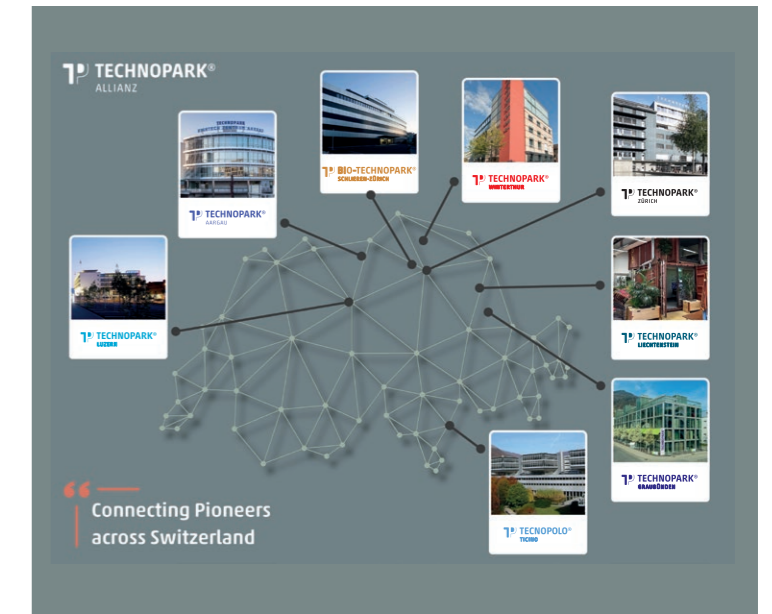 TECHNOPARK®
ALLIANZ
BIO-TECHNOPARK®
SCHLIEREN-ZÜRICH
TECHNOPARK®
WINTERTHUR
TECHNOPARK®
ZÜRICH
TECHNOPARK®
AARGAU
TECHNOPARK®
LUZERN
TECHNOPARK®
LIECHTENSTEIN
TECHNOPARK®
GRAUBÜNDEN
TECNOPOLO®
TICINO
“
Connecting Pioneers
across Switzerland